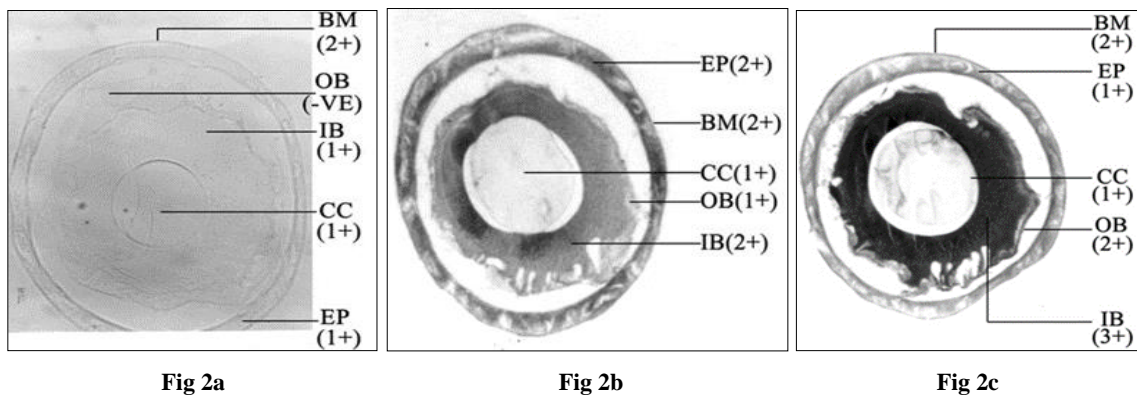 BM
(2+)
OB
(-VE)
IB
(1+)
CC
(1+)
EP
(1+)
EP(2+)
BM(2+)
CC(1+)
OB(1+)
IB(2+)
BM
(2+)
EP
(1+)
CC
(1+)
OB
(2+)
IB
(3+)
Fig 2a
Fig 2b
Fig 2c